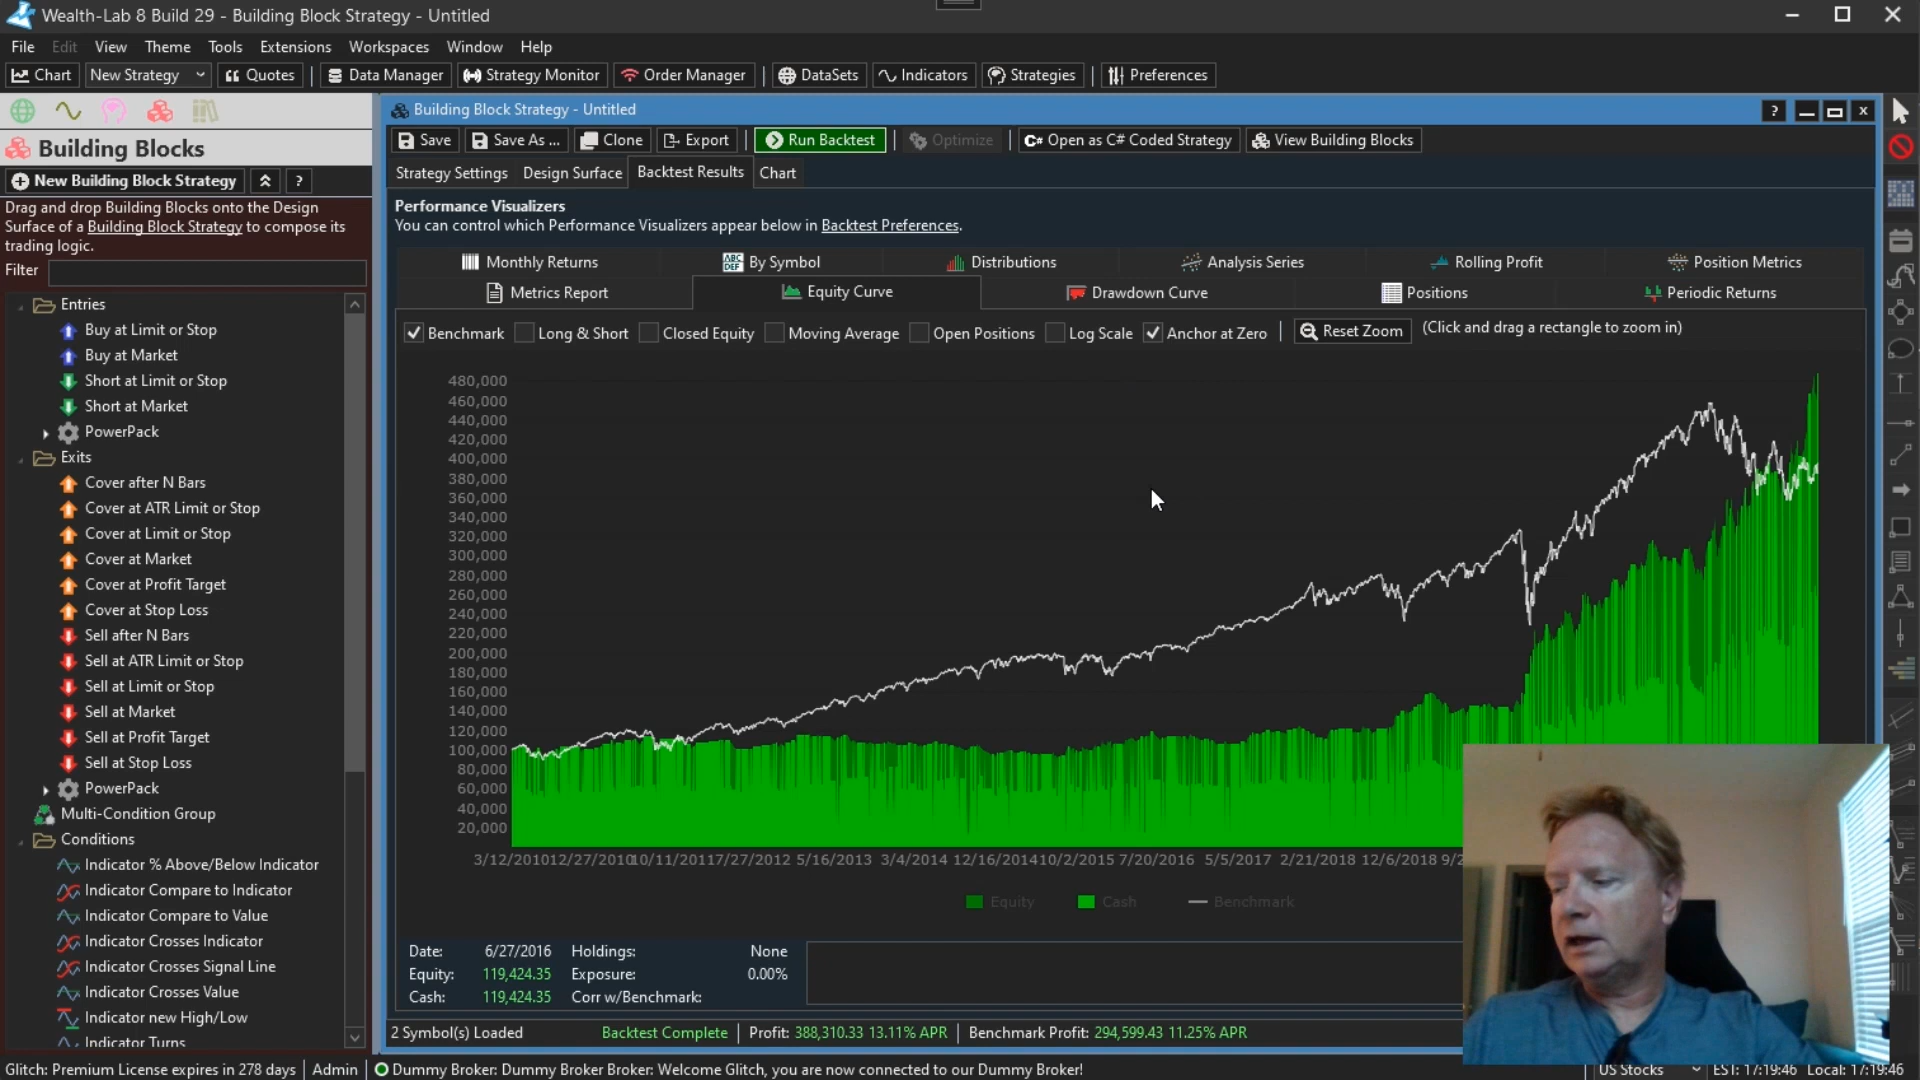 Wealth-Lab 8 Build 29 - Building Block Strategy - Untitled
File Edit View Theme Tools Extensions Workspaces Window Help
Chart New Strategy Quotes Data Manager Strategy Monitor Order Manager DataSets Indicators Strategies Preferences
Building Blocks
New Building Block Strategy ?
Drag and drop Building Blocks onto the Design
Surface of a Building Block Strategy to compose its
trading logic.
Filter
Entries
Buy at Limit or Stop
Buy at Market
Short at Limit or Stop
Short at Market
PowerPack
Exits
Cover after N Bars
Cover at ATR Limit or Stop
Cover at Limit or Stop
Cover at Market
Cover at Profit Target
Cover at Stop Loss
Sell after N Bars
Sell at ATR Limit or Stop
Sell at Limit or Stop
Sell at Market
Sell at Profit Target
Sell at Stop Loss
PowerPack
Multi-Condition Group
Conditions
Indicator % Above/Below Indicator
Indicator Compare to Indicator
Indicator Compare to Value
Indicator Crosses Indicator
Indicator Crosses Signal Line
Indicator Crosses Value
Indicator new High/Low
Indicator Turns
Building Block Strategy - Untitled ?
Save Save As ... Clone Export Run Backtest Optimize C# Open as C# Coded Strategy View Building Blocks
Strategy Settings Design Surface Backtest Results Chart
Performance Visualizers
You can control which Performance Visualizers appear below in Backtest Preferences.
Monthly Returns ABC DEF By Symbol Distributions Analysis Series Rolling Profit Position Metrics
Metrics Report Equity Curve Drawdown Curve Positions Periodic Returns
Benchmark Long & Short Closed Equity Moving Average Open Positions Log Scale Anchor at Zero Reset Zoom (Click and drag a rectangle to zoom in)
480,000
460,000
440,000
420,000
400,000
380,000
360,000
340,000
320,000
300,000
280,000
260,000
240,000
220,000
200,000
180,000
160,000
140,000
120,000
100,000
80,000
60,000
40,000
20,000
3/12/2010 12/27/2010 10/11/2011 7/27/2012 5/16/2013 3/4/2014 12/16/2014 10/2/2015 7/20/2016 5/5/2017 2/21/2018 12/6/2018 9/2
Equity Cash Benchmark
Date: 6/27/2016 Holdings: None
Equity: 119,424.35 Exposure: 0.00%
Cash: 119,424.35 Corr w/Benchmark:
2 Symbol(s) Loaded Backtest Complete Profit: 388,310.33 13.11% APR Benchmark Profit: 294,599.43 11.25% APR
Glitch: Premium License expires in 278 days Admin Dummy Broker: Dummy Broker Broker: Welcome Glitch, you are now connected to our Dummy Broker! US Stocks EST: 17:19:46 Local: 17:19:46